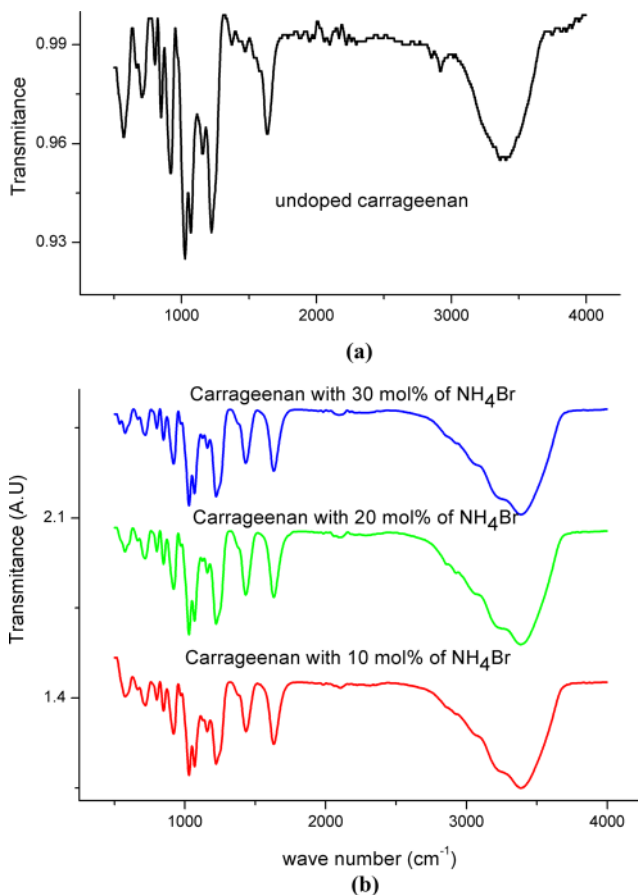 (a)
0.99
0.96
0.93
Transmitance
undoped carrageenan
1000
2000
3000
4000
(a)
Carrageenan with 30 mol% of NH4Br
2.1
Carrageenan with 20 mol% of NH4Br
Transmitance (A.U)
Carrageenan with 10 mol% of NH4Br
1.4
1000
2000
3000
4000
wave number (cm-1)
(b)